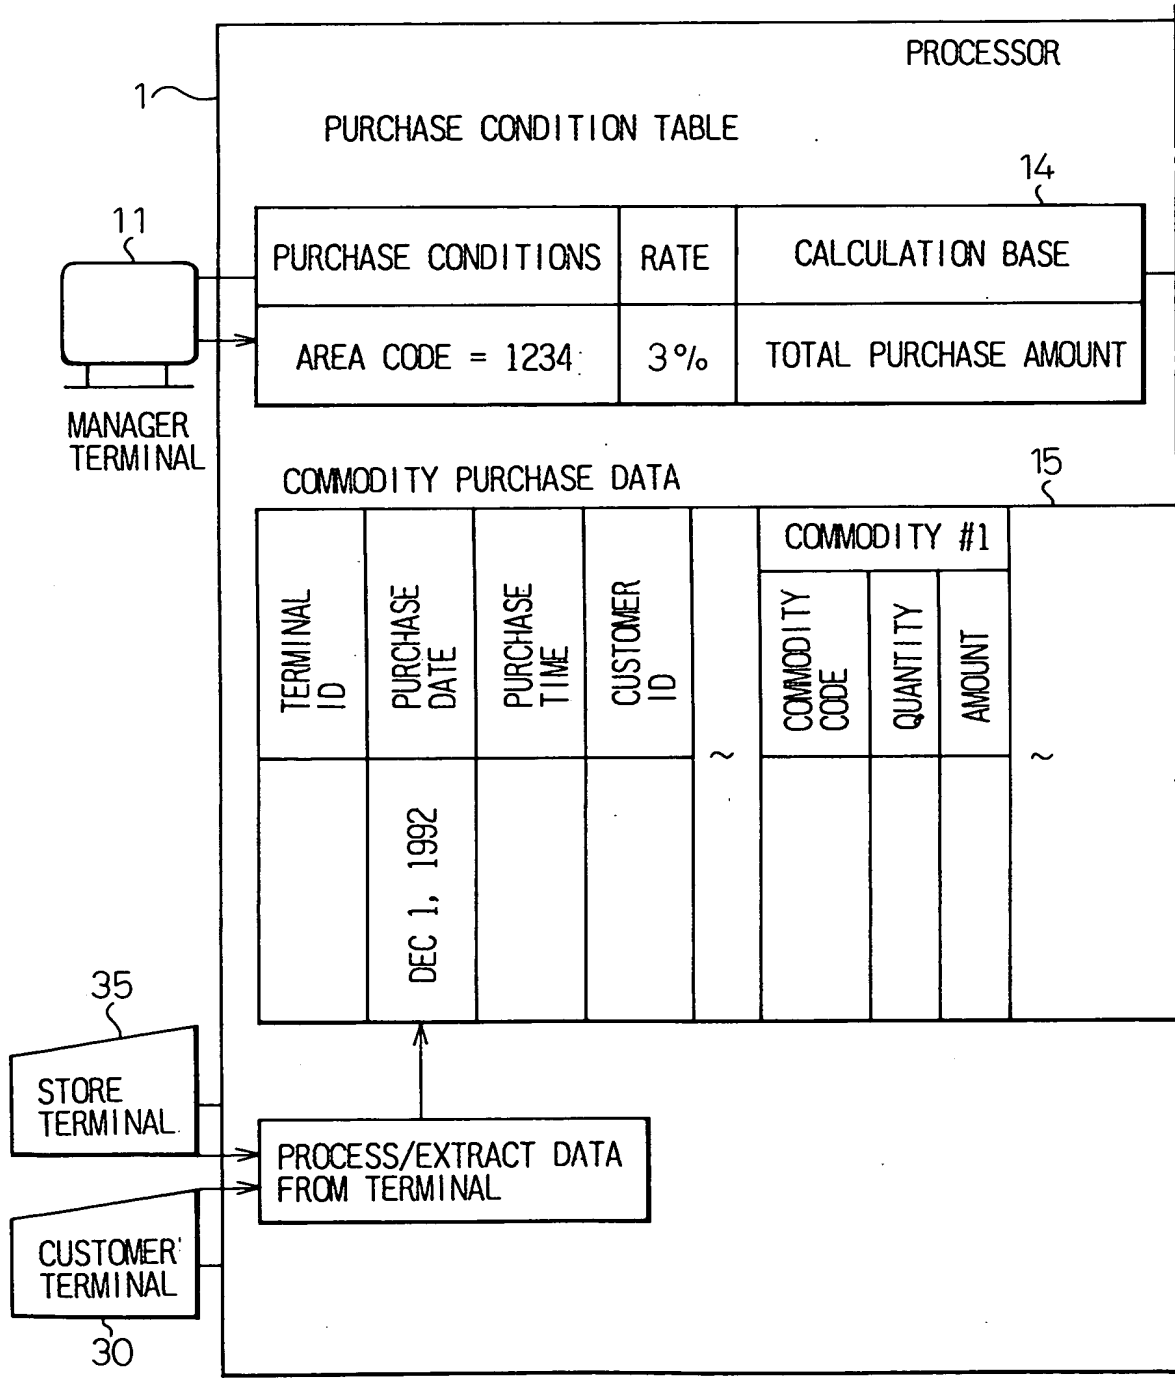 PROCESSOR
1
PURCHASE CONDITION TABLE
14
11
PURCHASE CONDITIONS
RATE
CALCULATION BASE
AREA CODE = 1234
3%
TOTAL PURCHASE AMOUNT
MANAGER
TERMINAL
COMMODITY PURCHASE DATA
15
TERMINAL
ID
PURCHASE
DATE
PURCHASE
TIME
CUSTOMER
ID
~
COMMODITY #1
COMMODITY
CODE
QUANTITY
AMOUNT
~
DEC 1, 1992
35
STORE
TERMINAL
PROCESS/EXTRACT DATA
FROM TERMINAL
CUSTOMER
TERMINAL
30